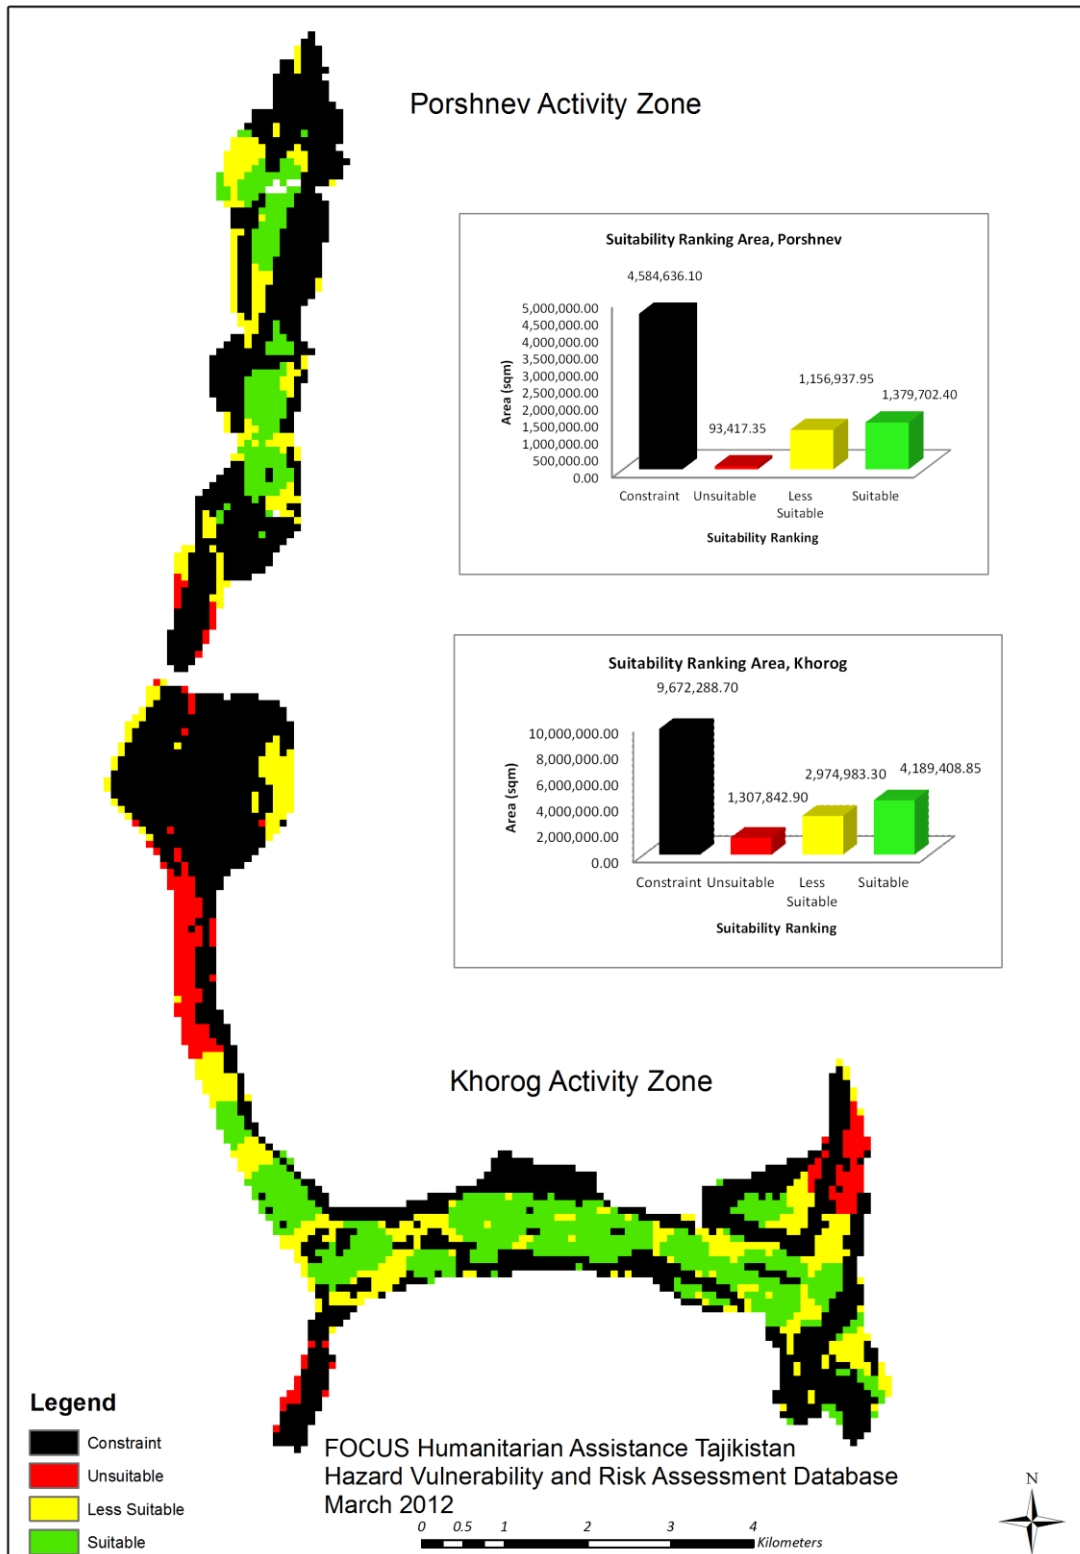 Porshnev Activity Zone
Suitability Ranking Area, Porshnev
4,584,636.10
5,000,000.00
4,500,000.00
4,000,000.00
3,500,000.00
3,000,000.00
2,500,000.00
2,000,000.00
1,500,000.00
1,000,000.00
500,000.00
0.00
Area (sqm)
93,417.35
1,156,937.95
1,379,702.40
Constraint Unsuitable Less Suitable
Suitable
Suitability Ranking
Suitability Ranking Area, Khorog
9,672,288.70
10,000,000.00
8,000,000.00
6,000,000.00
4,000,000.00
2,000,000.00
0.00
Area (sqm)
1,307,842.90
2,974,983.30
4,189,408.85
Constraint Unsuitable Less Suitable
Suitable
Suitability Ranking
Khorog Activity Zone
Legend
Constraint
Unsuitable
Less Suitable
Suitable
FOCUS Humanitarian Assistance Tajikistan
Hazard Vulnerability and Risk Assessment Database
March 2012
0 0.5 1 2 3 4
Kilometers
N